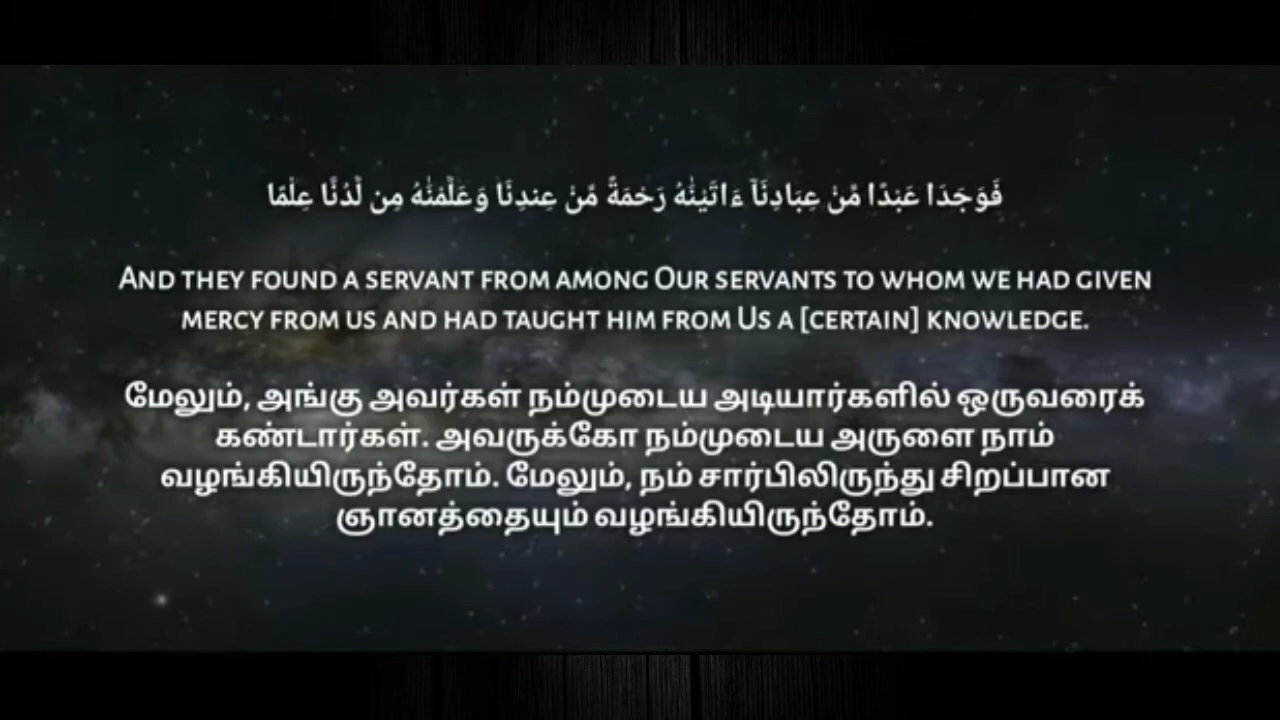 فَوَجَدَا عَبْدًا مِّنْ عِبَادِنَآ ءَاتَيْنَٰهُ رَحْمَةً مِّنْ عِندِنَا وَعَلَّمْنَٰهُ مِن لَّدُنَّا عِلْمًا
And they found a servant from among Our servants to whom we had given
mercy from us and had taught him from Us a [certain] knowledge.
மேலும், அங்கு அவர்கள் நம்முடைய அடியார்களில் ஒருவரைக்
கண்டார்கள். அவருக்கோ நம்முடைய அருளை நாம்
வழங்கியிருந்தோம். மேலும், நம் சார்பிலிருந்து சிறப்பான
ஞானத்தையும் வழங்கியிருந்தோம்.